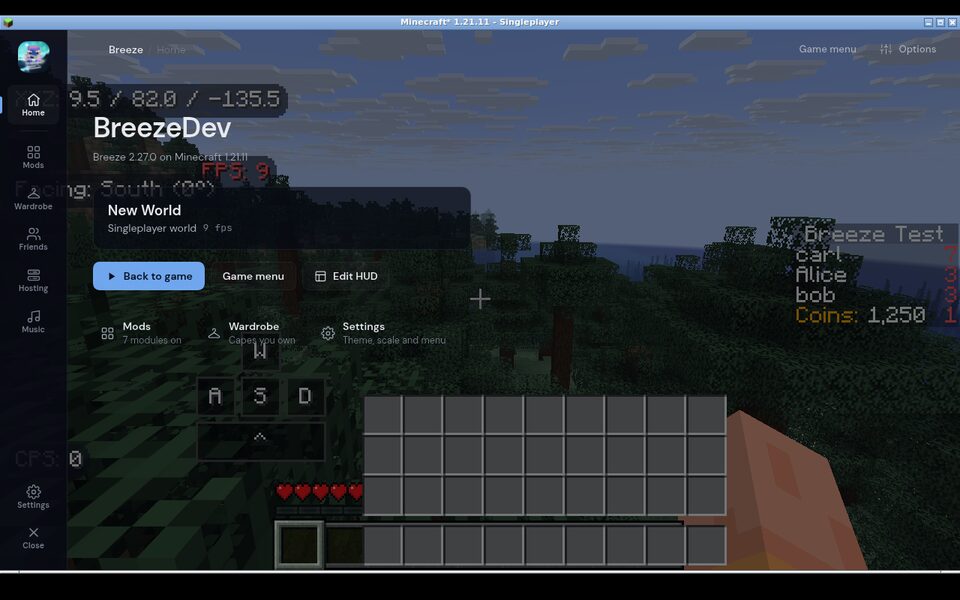 Minecraft* 1.21.11 - Singleplayer
Breeze / Home
Game menu
Options
9.5 / 82.0 / -135.5
Home
BreezeDev
Breeze 2.27.0 on Minecraft 1.21.11
FPS: 9
Mods
Facing: South (0°)
Wardrobe
New World
Singleplayer world 9 fps
Friends
Breeze Test
carl 7
Alice 3
bob 3
Coins: 1,250 1
Back to game
Game menu
Edit HUD
Hosting
Music
Mods
7 modules on
Wardrobe
Capes you own
Settings
Theme, scale and menu
W
A S D
^
CPS: 0
Settings
Close